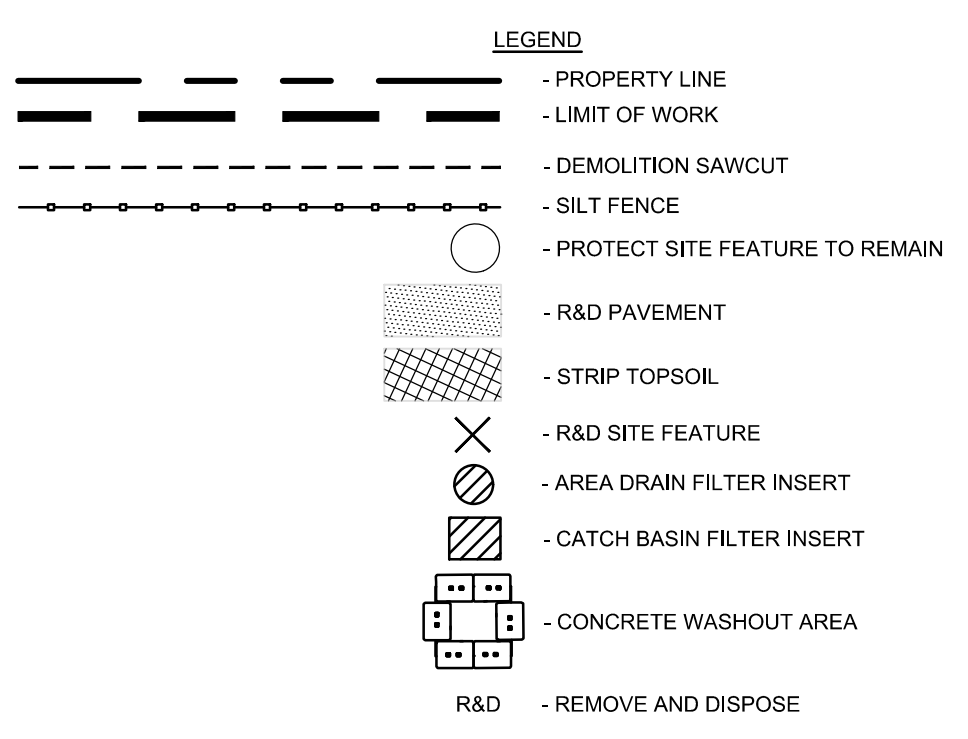 LEGEND
- PROPERTY LINE
- LIMIT OF WORK
- DEMOLITION SAWCUT
- SILT FENCE
- PROTECT SITE FEATURE TO REMAIN
- R&D PAVEMENT
- STRIP TOPSOIL
- R&D SITE FEATURE
- AREA DRAIN FILTER INSERT
- CATCH BASIN FILTER INSERT
- CONCRETE WASHOUT AREA
R&D - REMOVE AND DISPOSE